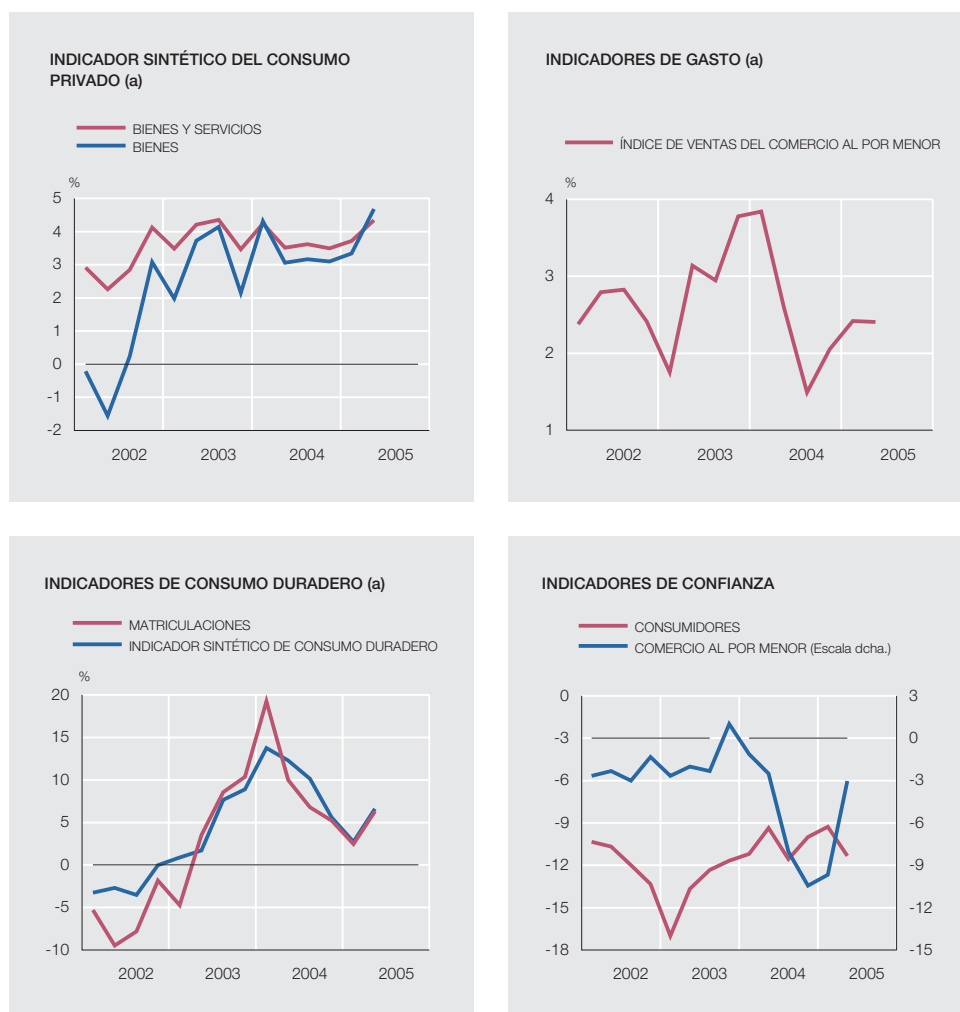 INDICADOR SINTÉTICO DEL CONSUMO
PRIVADO (a)
BIENES Y SERVICIOS
BIENES
%
5
4
3
2
1
0
-1
-2
2002 2003 2004 2005
INDICADORES DE GASTO (a)
ÍNDICE DE VENTAS DEL COMERCIO AL POR MENOR
%
4
3
2
1
2002 2003 2004 2005
INDICADORES DE CONSUMO DURADERO (a)
MATRICULACIONES
INDICADOR SINTÉTICO DE CONSUMO DURADERO
%
20
15
10
5
0
-5
-10
2002 2003 2004 2005
INDICADORES DE CONFIANZA
CONSUMIDORES
COMERCIO AL POR MENOR (Escala dcha.)
0 3
-3 0
-6 -3
-9 -6
-12 -9
-15 -12
-18 -15
2002 2003 2004 2005